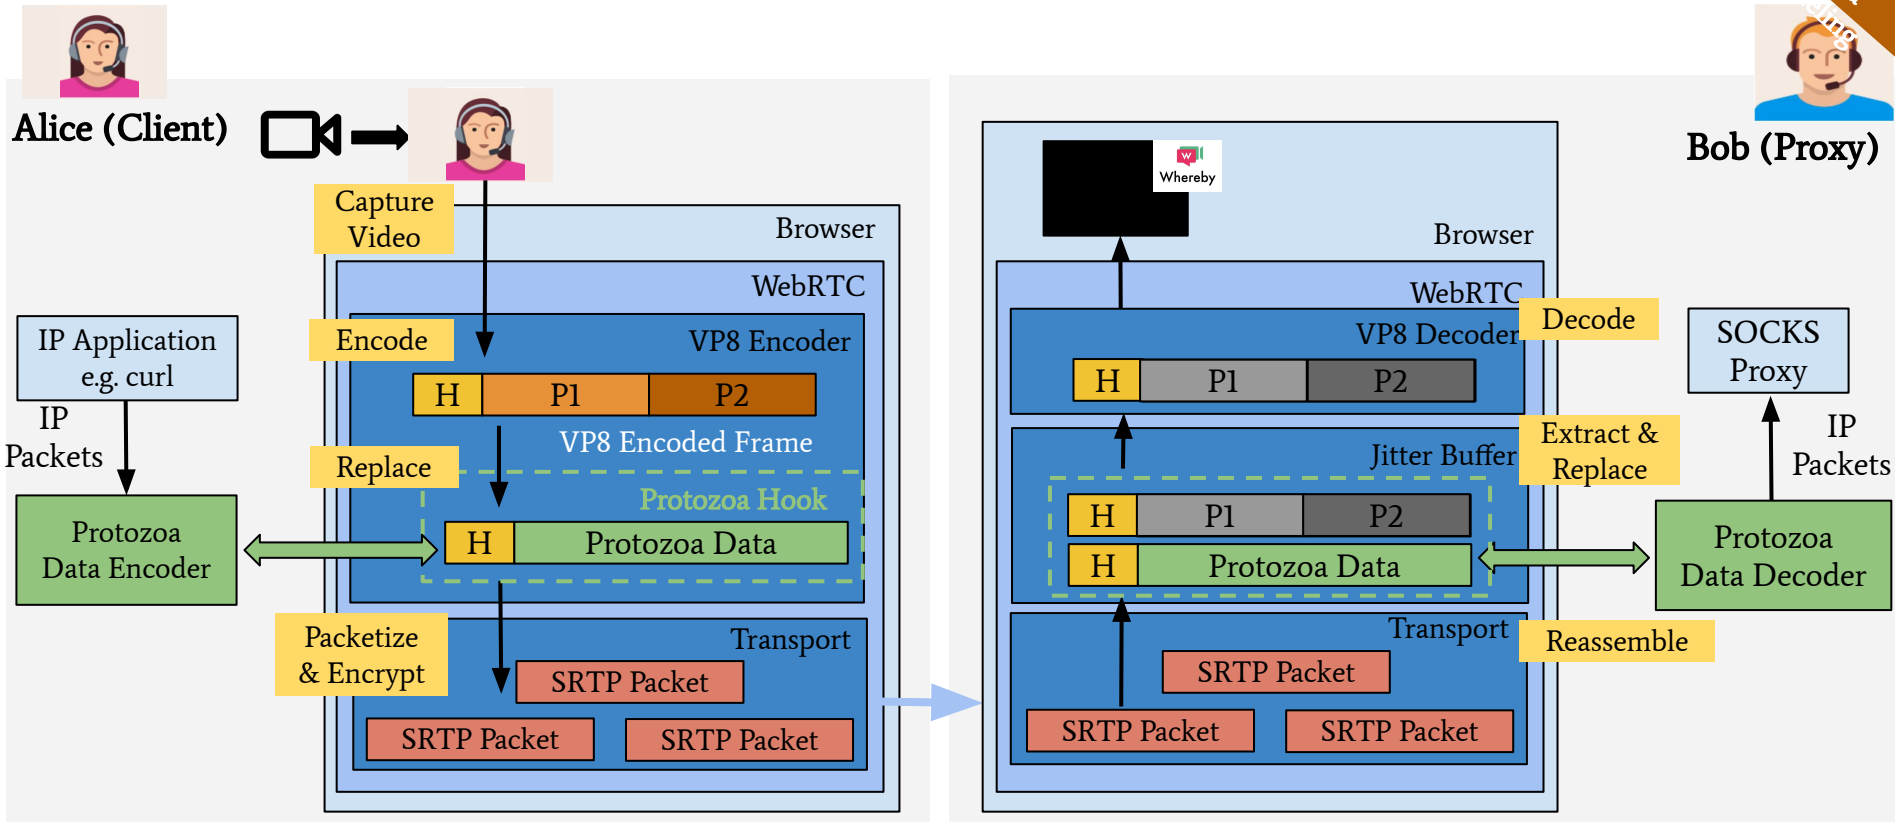 Alice (Client)
Capture
Video
Browser
WebRTC
Encode
VP8 Encoder
H P1 P2
VP8 Encoded Frame
Replace
Protozoa Hook
H Protozoa Data
IP Application
e.g. curl
IP
Packets
Protozoa
Data Encoder
Packetize
& Encrypt
Transport
SRTP Packet
SRTP Packet SRTP Packet
Bob (Proxy)
W
Whereby
Browser
WebRTC
Decode
VP8 Decoder
H P1 P2
Extract &
Replace
Jitter Buffer
H P1 P2
H Protozoa Data
Reassemble
Transport
SRTP Packet
SRTP Packet SRTP Packet
SOCKS
Proxy
IP
Packets
Protozoa
Data Decoder